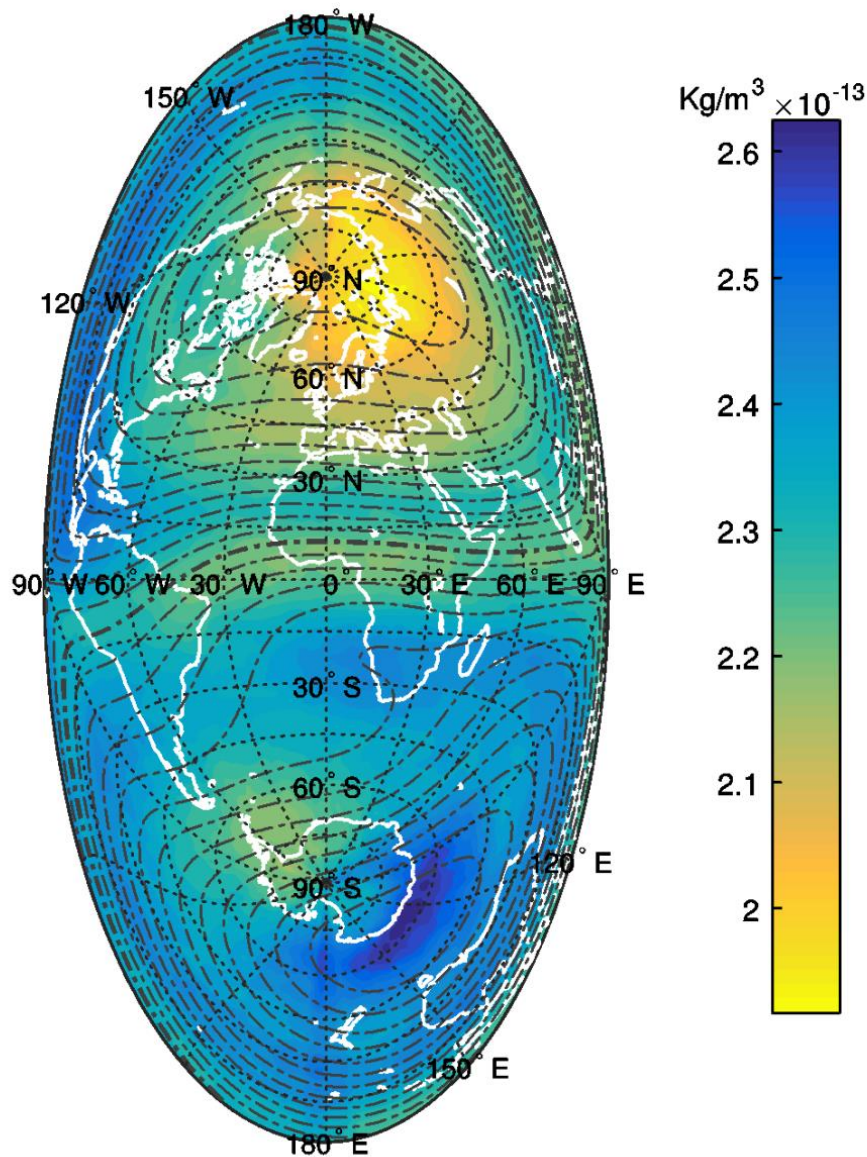 180° W
150° W
Kg/m³ ×10⁻¹³
2.6
2.5
90° N
120° W
2.4
60° N
30° N
2.3
90° W 60° W 30° W 0° 30° E 60° E 90° E
2.2
30° S
60° S
2.1
120° E
90° S
2
150° E
180° E